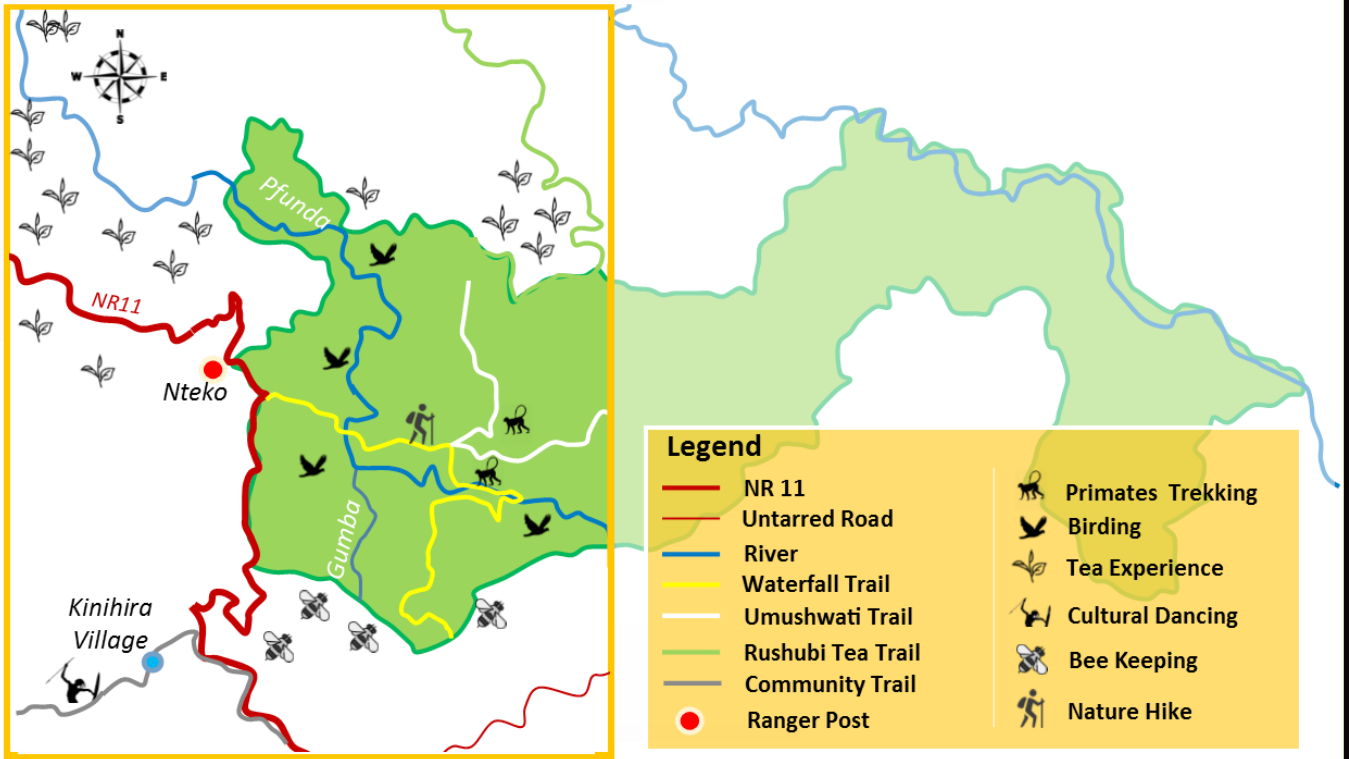 N
W E
S
Pfunda
NR11
Nteko
Gumba
Kinihira
Village
Legend
NR 11
Untarred Road
River
Waterfall Trail
Umushwati Trail
Rushubi Tea Trail
Community Trail
Ranger Post
Primates Trekking
Birding
Tea Experience
Cultural Dancing
Bee Keeping
Nature Hike